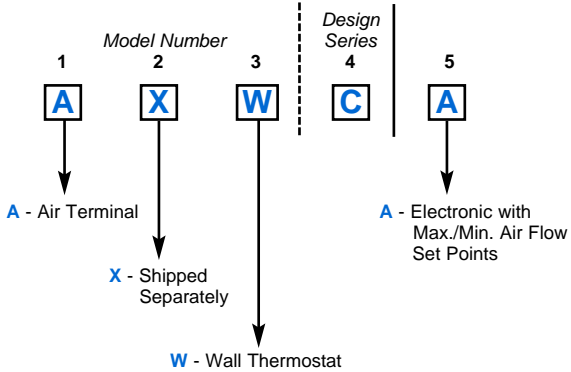 Model Number
Design
Series
1 2 3 4 5
A X W C A
A - Air Terminal
A - Electronic with
Max./Min. Air Flow
Set Points
X - Shipped
Separately
W - Wall Thermostat